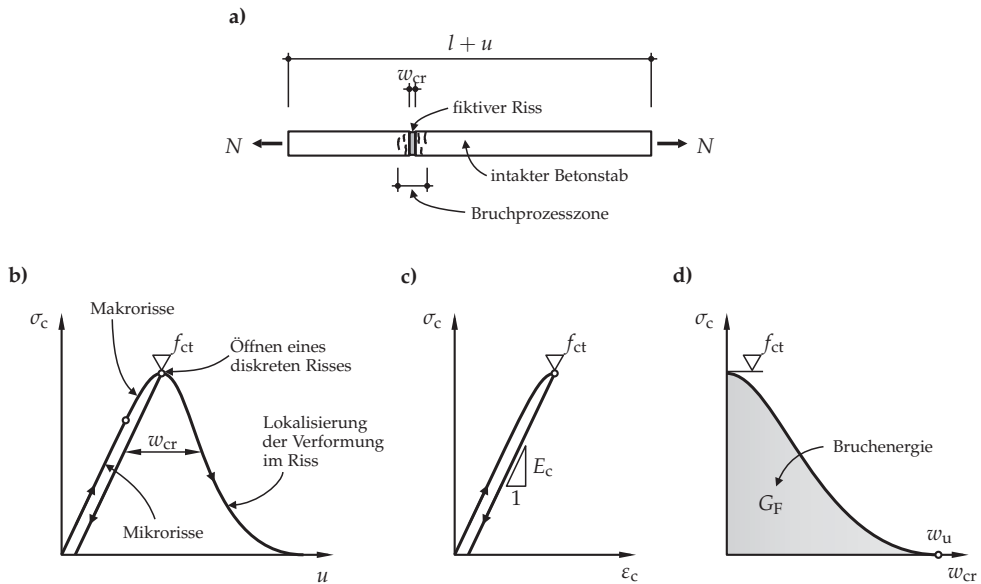 a)
l + u
w_cr
fiktiver Riss
N
N
intakter Betonstab
Bruchprozesszone
b)
σ_c
Makrorisse
f_ct
Öffnen eines
diskreten Risses
w_cr
Lokalisierung
der Verformung
im Riss
Mikrorisse
u
c)
σ_c
f_ct
E_c
1
ε_c
d)
σ_c
f_ct
Bruchenergie
G_F
w_u
w_cr